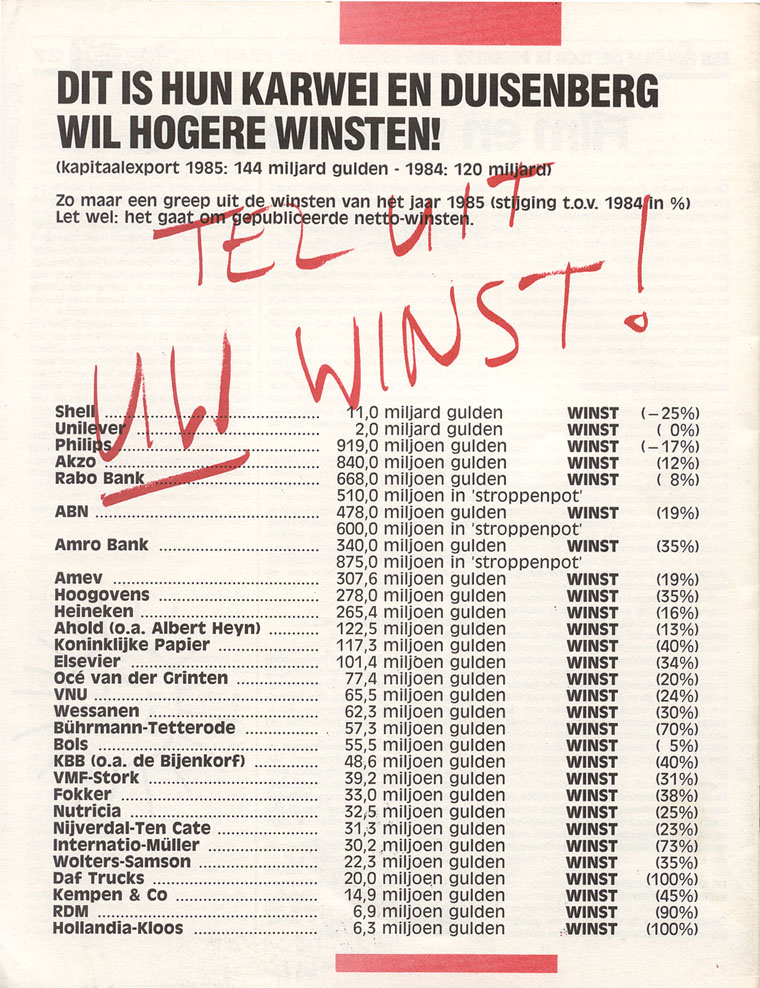 DIT IS HUN KARWEI EN DUISENBERG
WIL HOGERE WINSTEN!
(kapitaalexport 1985: 144 miljard gulden - 1984: 120 miljard)
Zo maar een greep uit de winsten van het jaar 1985 (stijging t.o.v. 1984 in %)
Let wel: het gaat om gepubliceerde netto-winsten.
TEL UIT
UW WINST!
Shell ........ 11,0 miljard gulden WINST (−25%)
Unilever ........ 2,0 miljard gulden WINST ( 0%)
Philips ........ 919,0 miljoen gulden WINST (−17%)
Akzo ........ 840,0 miljoen gulden WINST (12%)
Rabo Bank ........ 668,0 miljoen gulden WINST ( 8%)
510,0 miljoen in 'stroppenpot'
ABN ........ 478,0 miljoen gulden WINST (19%)
600,0 miljoen in 'stroppenpot'
Amro Bank ........ 340,0 miljoen gulden WINST (35%)
875,0 miljoen in 'stroppenpot'
Amev ........ 307,6 miljoen gulden WINST (19%)
Hoogovens ........ 278,0 miljoen gulden WINST (35%)
Heineken ........ 265,4 miljoen gulden WINST (16%)
Ahold (o.a. Albert Heyn) ........ 122,5 miljoen gulden WINST (13%)
Koninklijke Papier ........ 117,3 miljoen gulden WINST (40%)
Elsevier ........ 101,4 miljoen gulden WINST (34%)
Océ van der Grinten ........ 77,4 miljoen gulden WINST (20%)
VNU ........ 65,5 miljoen gulden WINST (24%)
Wessanen ........ 62,3 miljoen gulden WINST (30%)
Bührmann-Tetterode ........ 57,3 miljoen gulden WINST (70%)
Bols ........ 55,5 miljoen gulden WINST ( 5%)
KBB (o.a. de Bijenkorf) ........ 48,6 miljoen gulden WINST (40%)
VMF-Stork ........ 39,2 miljoen gulden WINST (31%)
Fokker ........ 33,0 miljoen gulden WINST (38%)
Nutricia ........ 32,5 miljoen gulden WINST (25%)
Nijverdal-Ten Cate ........ 31,3 miljoen gulden WINST (23%)
Internatio-Müller ........ 30,2 miljoen gulden WINST (73%)
Wolters-Samson ........ 22,3 miljoen gulden WINST (35%)
Daf Trucks ........ 20,0 miljoen gulden WINST (100%)
Kempen & Co ........ 14,9 miljoen gulden WINST (45%)
RDM ........ 6,9 miljoen gulden WINST (90%)
Hollandia-Kloos ........ 6,3 miljoen gulden WINST (100%)